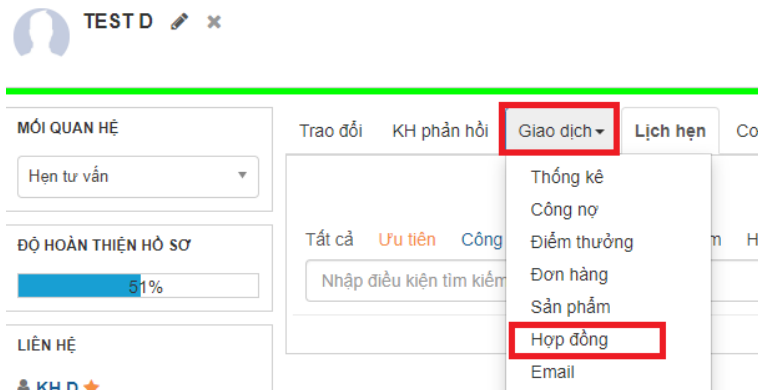 TEST D
MỐI QUAN HỆ
Hẹn tư vấn
ĐỘ HOÀN THIỆN HỒ SƠ
51%
LIÊN HỆ
KH D
Trao đổi KH phản hồi Giao dịch Lịch hẹn Co
Thống kê
Công nợ
Điểm thưởng
Đơn hàng
Sản phẩm
Hợp đồng
Email
Tất cả Ưu tiên Công m H
Nhập điều kiện tìm kiếm